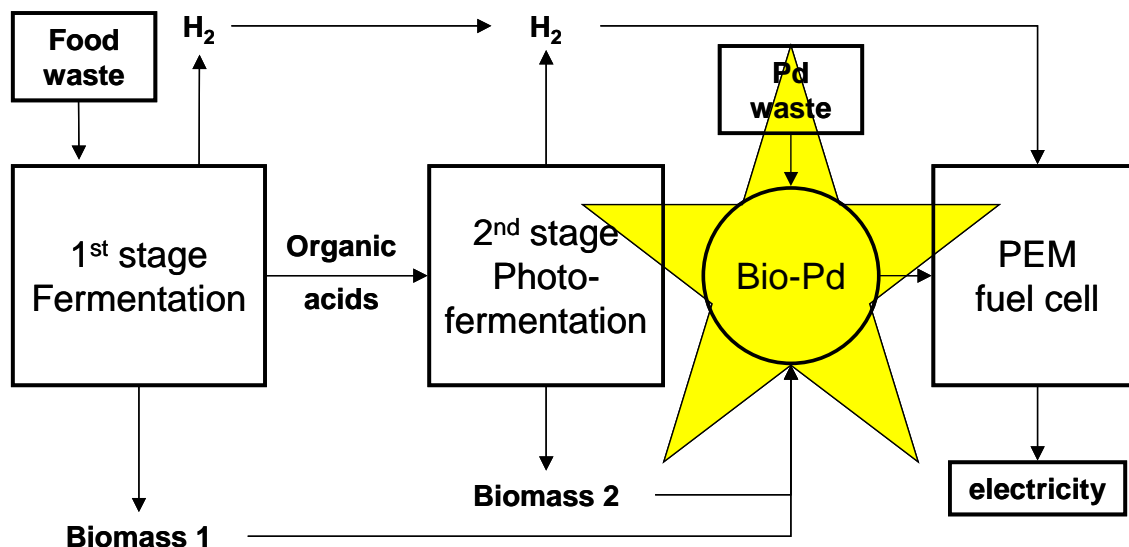 Food
waste
H₂
H₂
Pd
waste
1st stage
Fermentation
Organic
acids
2nd stage
Photo-
fermentation
Bio-Pd
PEM
fuel cell
Biomass 1
Biomass 2
electricity